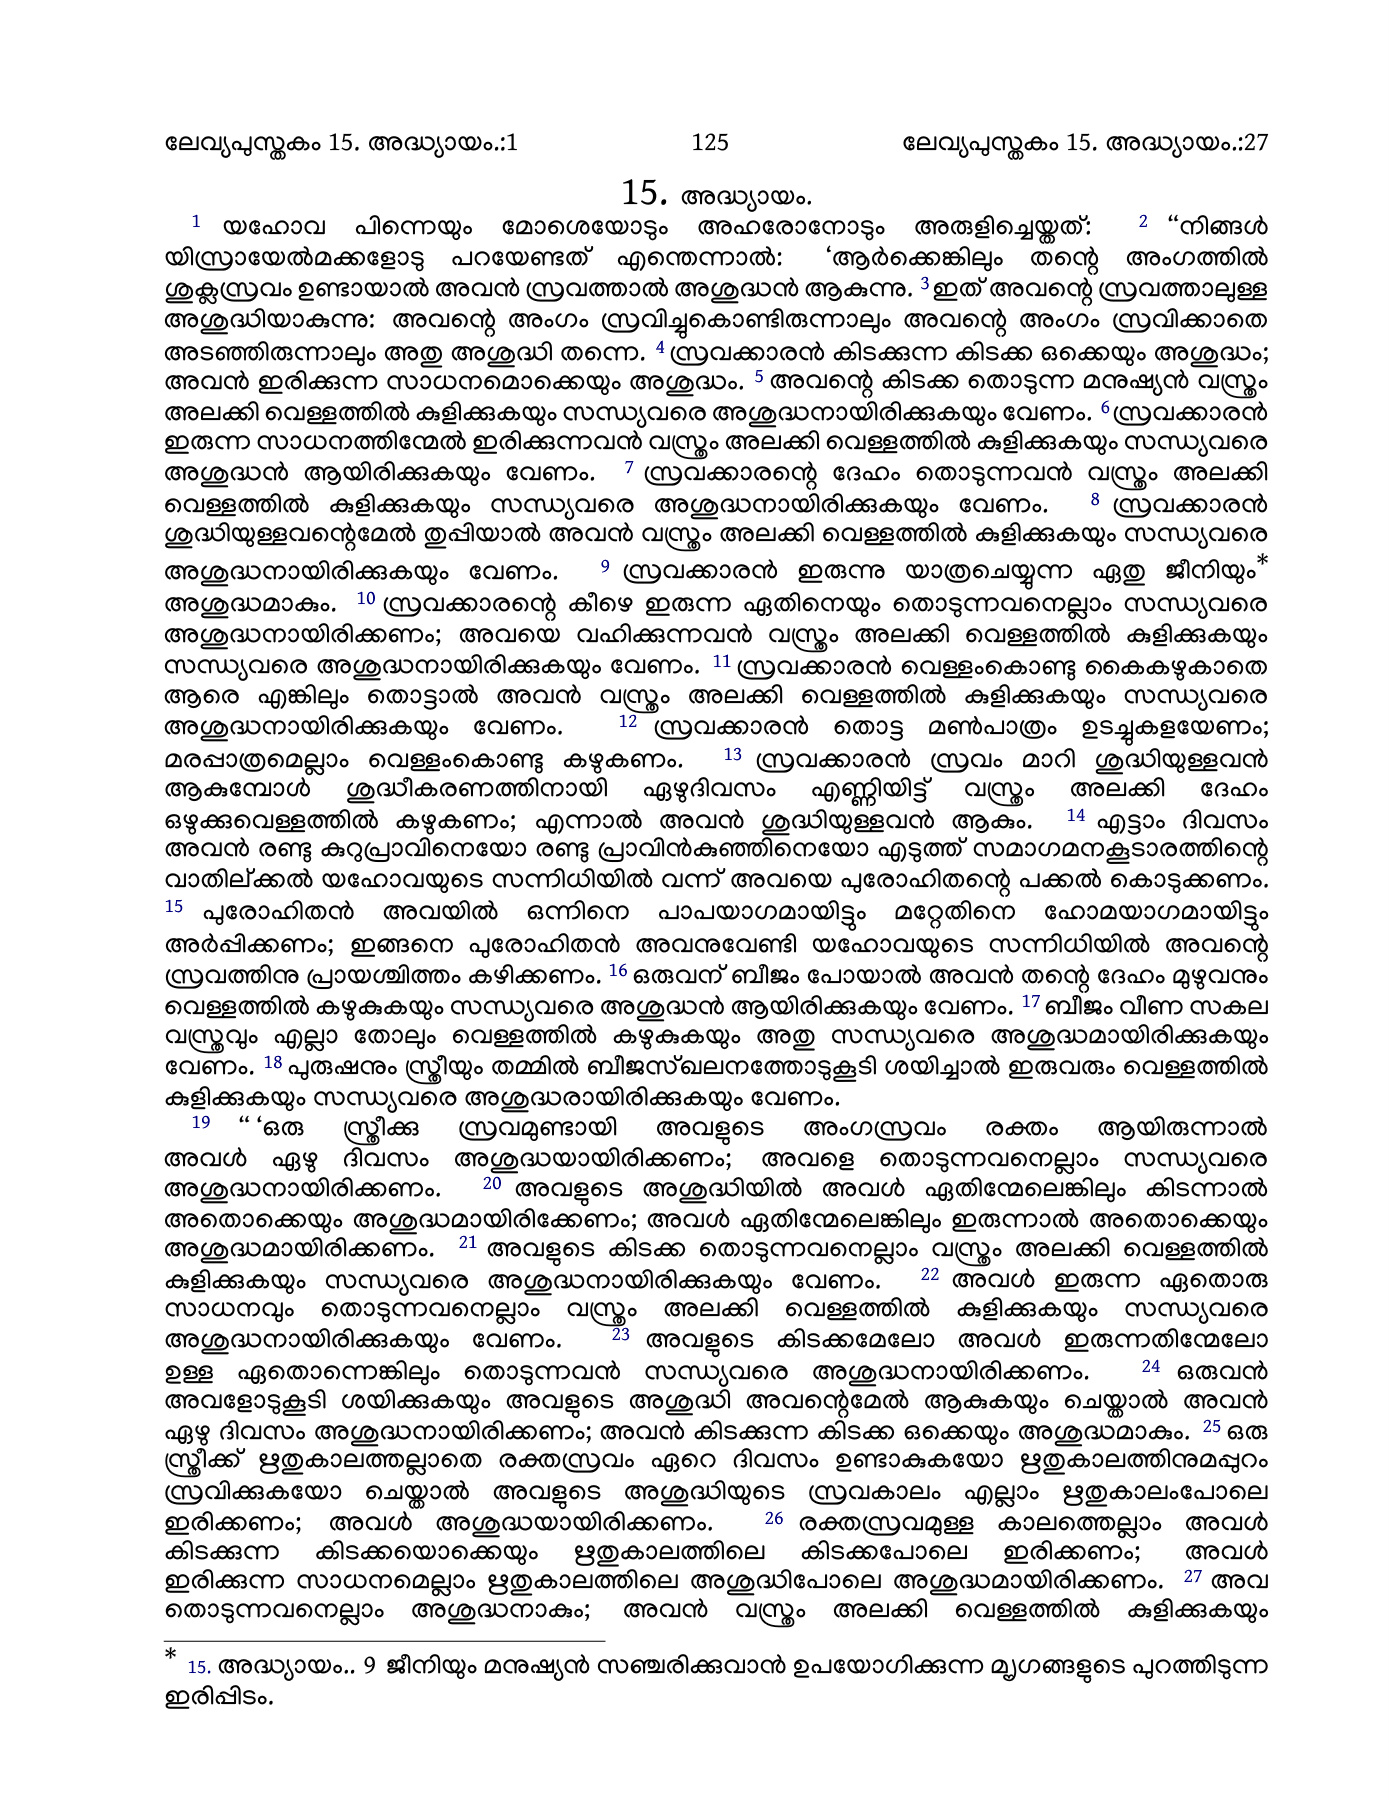 ലേവ്യപുസ്തകം 15. അദ്ധ്യായം.:1 125 ലേവ്യപുസ്തകം 15. അദ്ധ്യായം.:27
15. അദ്ധ്യായം.
1 യഹോവ പിന്നെയും മോശെയോടും അഹരോനോടും അരുളിച്ചെയ്തത്: 2 “നിങ്ങൾ
യിസ്രായേൽമക്കളോടു പറയേണ്ടത് എന്തെന്നാൽ: ‘ആർക്കെങ്കിലും തന്റെ അംഗത്തിൽ
ശുക്ലസ്രവം ഉണ്ടായാൽ അവൻ സ്രവത്താൽ അശുദ്ധൻ ആകുന്നു. 3 ഇത് അവന്റെ സ്രവത്താലുള്ള
അശുദ്ധിയാകുന്നു: അവന്റെ അംഗം സ്രവിച്ചുകൊണ്ടിരുന്നാലും അവന്റെ അംഗം സ്രവിക്കാതെ
അടഞ്ഞിരുന്നാലും അതു അശുദ്ധി തന്നെ. 4 സ്രവക്കാരൻ കിടക്കുന്ന കിടക്ക ഒക്കെയും അശുദ്ധം;
അവൻ ഇരിക്കുന്ന സാധനമൊക്കെയും അശുദ്ധം. 5 അവന്റെ കിടക്ക തൊടുന്ന മനുഷ്യൻ വസ്ത്രം
അലക്കി വെള്ളത്തിൽ കുളിക്കുകയും സന്ധ്യവരെ അശുദ്ധനായിരിക്കുകയും വേണം. 6 സ്രവക്കാരൻ
ഇരുന്ന സാധനത്തിന്മേൽ ഇരിക്കുന്നവൻ വസ്ത്രം അലക്കി വെള്ളത്തിൽ കുളിക്കുകയും സന്ധ്യവരെ
അശുദ്ധൻ ആയിരിക്കുകയും വേണം. 7 സ്രവക്കാരന്റെ ദേഹം തൊടുന്നവൻ വസ്ത്രം അലക്കി
വെള്ളത്തിൽ കുളിക്കുകയും സന്ധ്യവരെ അശുദ്ധനായിരിക്കുകയും വേണം. 8 സ്രവക്കാരൻ
ശുദ്ധിയുള്ളവന്റെമേൽ തുപ്പിയാൽ അവൻ വസ്ത്രം അലക്കി വെള്ളത്തിൽ കുളിക്കുകയും സന്ധ്യവരെ
അശുദ്ധനായിരിക്കുകയും വേണം. 9 സ്രവക്കാരൻ ഇരുന്നു യാത്രചെയ്യുന്ന ഏതു ജീനിയും*
അശുദ്ധമാകും. 10 സ്രവക്കാരന്റെ കീഴെ ഇരുന്ന ഏതിനെയും തൊടുന്നവനെല്ലാം സന്ധ്യവരെ
അശുദ്ധനായിരിക്കണം; അവയെ വഹിക്കുന്നവൻ വസ്ത്രം അലക്കി വെള്ളത്തിൽ കുളിക്കുകയും
സന്ധ്യവരെ അശുദ്ധനായിരിക്കുകയും വേണം. 11 സ്രവക്കാരൻ വെള്ളംകൊണ്ടു കൈകഴുകാതെ
ആരെ എങ്കിലും തൊട്ടാൽ അവൻ വസ്ത്രം അലക്കി വെള്ളത്തിൽ കുളിക്കുകയും സന്ധ്യവരെ
അശുദ്ധനായിരിക്കുകയും വേണം. 12 സ്രവക്കാരൻ തൊട്ട മൺപാത്രം ഉടച്ചുകളയേണം;
മരപ്പാത്രമെല്ലാം വെള്ളംകൊണ്ടു കഴുകണം. 13 സ്രവക്കാരൻ സ്രവം മാറി ശുദ്ധിയുള്ളവൻ
ആകുമ്പോൾ ശുദ്ധീകരണത്തിനായി ഏഴുദിവസം എണ്ണിയിട്ട് വസ്ത്രം അലക്കി ദേഹം
ഒഴുക്കുവെള്ളത്തിൽ കഴുകണം; എന്നാൽ അവൻ ശുദ്ധിയുള്ളവൻ ആകും. 14 എട്ടാം ദിവസം
അവൻ രണ്ടു കുറുപ്രാവിനെയോ രണ്ടു പ്രാവിൻകുഞ്ഞിനെയോ എടുത്ത് സമാഗമനകൂടാരത്തിന്റെ
വാതില്ക്കൽ യഹോവയുടെ സന്നിധിയിൽ വന്ന് അവയെ പുരോഹിതന്റെ പക്കൽ കൊടുക്കണം.
15 പുരോഹിതൻ അവയിൽ ഒന്നിനെ പാപയാഗമായിട്ടും മറ്റേതിനെ ഹോമയാഗമായിട്ടും
അർപ്പിക്കണം; ഇങ്ങനെ പുരോഹിതൻ അവനുവേണ്ടി യഹോവയുടെ സന്നിധിയിൽ അവന്റെ
സ്രവത്തിനു പ്രായശ്ചിത്തം കഴിക്കണം. 16 ഒരുവന് ബീജം പോയാൽ അവൻ തന്റെ ദേഹം മുഴുവനും
വെള്ളത്തിൽ കഴുകുകയും സന്ധ്യവരെ അശുദ്ധൻ ആയിരിക്കുകയും വേണം. 17 ബീജം വീണ സകല
വസ്ത്രവും എല്ലാ തോലും വെള്ളത്തിൽ കഴുകുകയും അതു സന്ധ്യവരെ അശുദ്ധമായിരിക്കുകയും
വേണം. 18 പുരുഷനും സ്ത്രീയും തമ്മിൽ ബീജസ്ഖലനത്തോടുകൂടി ശയിച്ചാൽ ഇരുവരും വെള്ളത്തിൽ
കുളിക്കുകയും സന്ധ്യവരെ അശുദ്ധരായിരിക്കുകയും വേണം.
19 “ ‘ഒരു സ്ത്രീക്കു സ്രവമുണ്ടായി അവളുടെ അംഗസ്രവം രക്തം ആയിരുന്നാൽ
അവൾ ഏഴു ദിവസം അശുദ്ധയായിരിക്കണം; അവളെ തൊടുന്നവനെല്ലാം സന്ധ്യവരെ
അശുദ്ധനായിരിക്കണം. 20 അവളുടെ അശുദ്ധിയിൽ അവൾ ഏതിന്മേലെങ്കിലും കിടന്നാൽ
അതൊക്കെയും അശുദ്ധമായിരിക്കേണം; അവൾ ഏതിന്മേലെങ്കിലും ഇരുന്നാൽ അതൊക്കെയും
അശുദ്ധമായിരിക്കണം. 21 അവളുടെ കിടക്ക തൊടുന്നവനെല്ലാം വസ്ത്രം അലക്കി വെള്ളത്തിൽ
കുളിക്കുകയും സന്ധ്യവരെ അശുദ്ധനായിരിക്കുകയും വേണം. 22 അവൾ ഇരുന്ന ഏതൊരു
സാധനവും തൊടുന്നവനെല്ലാം വസ്ത്രം അലക്കി വെള്ളത്തിൽ കുളിക്കുകയും സന്ധ്യവരെ
അശുദ്ധനായിരിക്കുകയും വേണം. 23 അവളുടെ കിടക്കമേലോ അവൾ ഇരുന്നതിന്മേലോ
ഉള്ള ഏതൊന്നെങ്കിലും തൊടുന്നവൻ സന്ധ്യവരെ അശുദ്ധനായിരിക്കണം. 24 ഒരുവൻ
അവളോടുകൂടി ശയിക്കുകയും അവളുടെ അശുദ്ധി അവന്റെമേൽ ആകുകയും ചെയ്താൽ അവൻ
ഏഴു ദിവസം അശുദ്ധനായിരിക്കണം; അവൻ കിടക്കുന്ന കിടക്ക ഒക്കെയും അശുദ്ധമാകും. 25 ഒരു
സ്ത്രീക്ക് ഋതുകാലത്തല്ലാതെ രക്തസ്രവം ഏറെ ദിവസം ഉണ്ടാകുകയോ ഋതുകാലത്തിനുമപ്പുറം
സ്രവിക്കുകയോ ചെയ്താൽ അവളുടെ അശുദ്ധിയുടെ സ്രവകാലം എല്ലാം ഋതുകാലംപോലെ
ഇരിക്കണം; അവൾ അശുദ്ധയായിരിക്കണം. 26 രക്തസ്രവമുള്ള കാലത്തെല്ലാം അവൾ
കിടക്കുന്ന കിടക്കയൊക്കെയും ഋതുകാലത്തിലെ കിടക്കപോലെ ഇരിക്കണം; അവൾ
ഇരിക്കുന്ന സാധനമെല്ലാം ഋതുകാലത്തിലെ അശുദ്ധിപോലെ അശുദ്ധമായിരിക്കണം. 27 അവ
തൊടുന്നവനെല്ലാം അശുദ്ധനാകും; അവൻ വസ്ത്രം അലക്കി വെള്ളത്തിൽ കുളിക്കുകയും
* 15. അദ്ധ്യായം.. 9 ജീനിയും മനുഷ്യൻ സഞ്ചരിക്കുവാൻ ഉപയോഗിക്കുന്ന മൃഗങ്ങളുടെ പുറത്തിടുന്ന
ഇരിപ്പിടം.